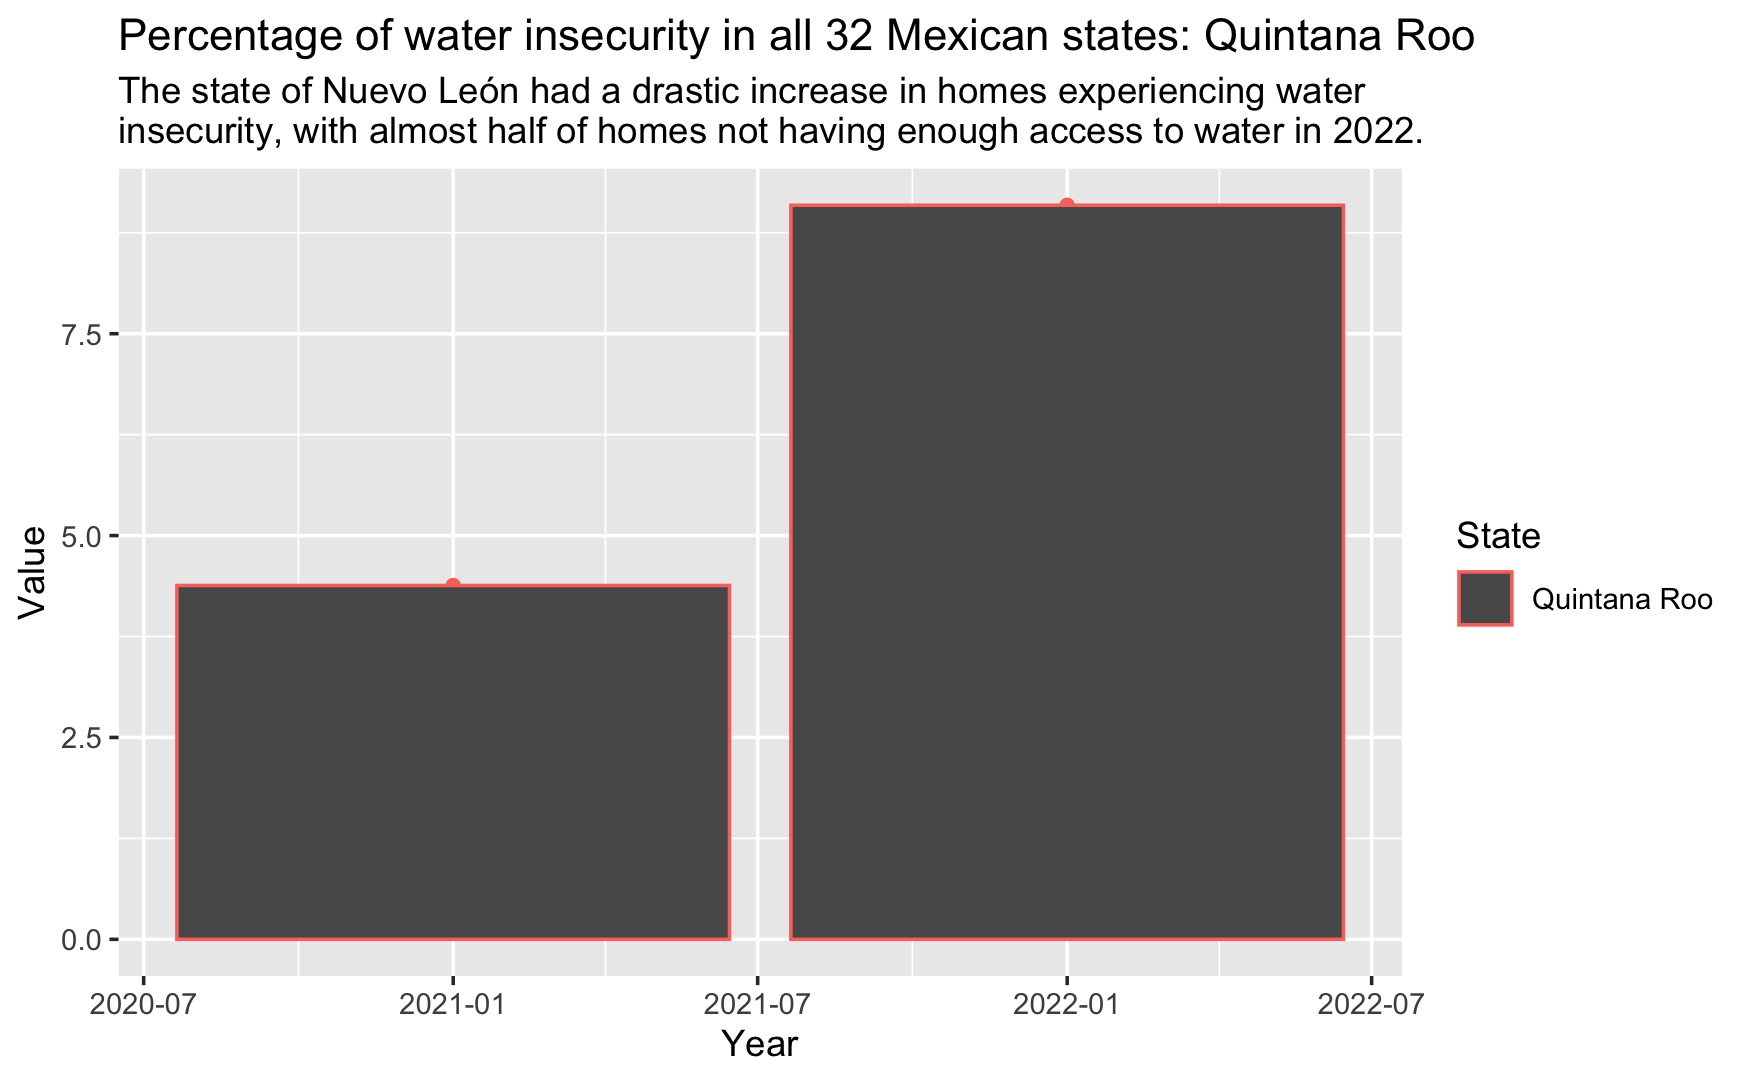 Percentage of water insecurity in all 32 Mexican states: Quintana Roo
The state of Nuevo León had a drastic increase in homes experiencing water
insecurity, with almost half of homes not having enough access to water in 2022.
Value
7.5
5.0
2.5
0.0
2020-07
2021-01
2021-07
2022-01
2022-07
Year
State
Quintana Roo